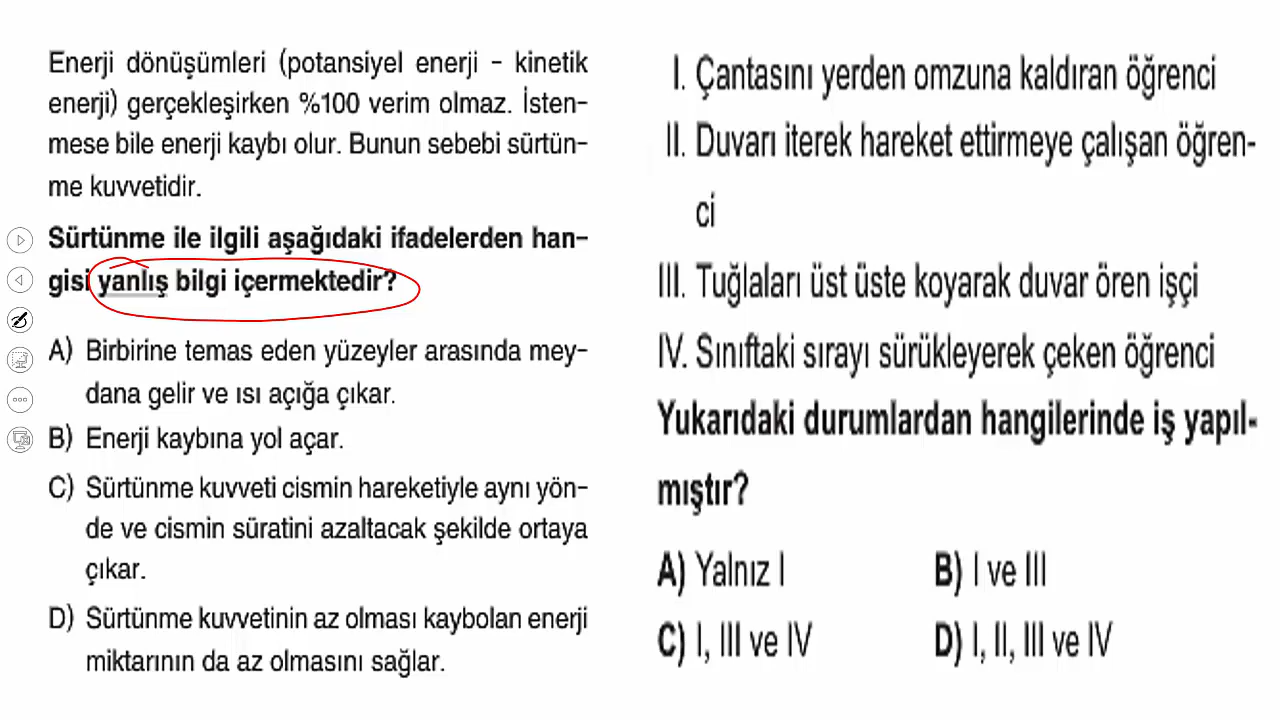 Enerji dönüşümleri (potansiyel enerji - kinetik
enerji) gerçekleşirken %100 verim olmaz. İsten-
mese bile enerji kaybı olur. Bunun sebebi sürtün-
me kuvvetidir.
Sürtünme ile ilgili aşağıdaki ifadelerden han-
gisi yanlış bilgi içermektedir?
A) Birbirine temas eden yüzeyler arasında mey-
dana gelir ve ısı açığa çıkar.
B) Enerji kaybına yol açar.
C) Sürtünme kuvveti cismin hareketiyle aynı yön-
de ve cismin süratini azaltacak şekilde ortaya
çıkar.
D) Sürtünme kuvvetinin az olması kaybolan enerji
miktarının da az olmasını sağlar.
I. Çantasını yerden omzuna kaldıran öğrenci
II. Duvarı iterek hareket ettirmeye çalışan öğren-
ci
III. Tuğlaları üst üste koyarak duvar ören işçi
IV. Sınıftaki sırayı sürükleyerek çeken öğrenci
Yukarıdaki durumlardan hangilerinde iş yapıl-
mıştır?
A) Yalnız I B) I ve III
C) I, III ve IV D) I, II, III ve IV